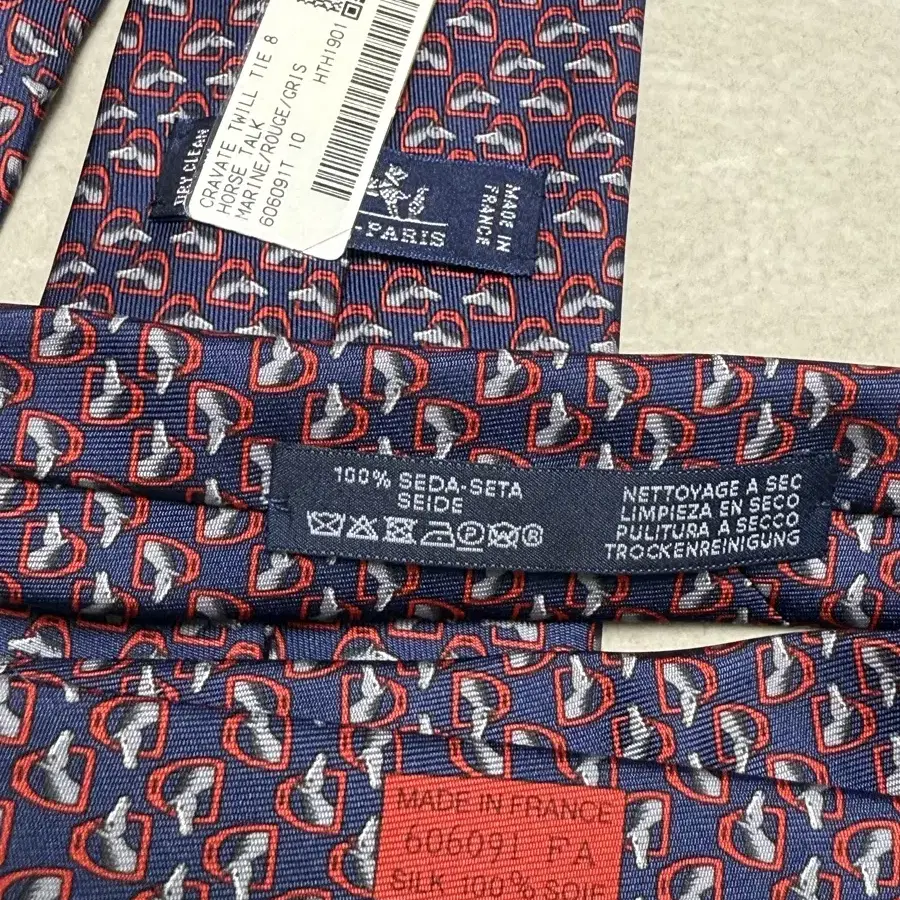 CRAVATE TWILL TIE 8
HORSE TALK
MARINE/ROUGE/GRIS
606091T 10
HTH1901
DRY CLEAN
-PARIS
MADE IN
FRANCE
100% SEDA-SETA
SEIDE
NETTOYAGE A SEC
LIMPIEZA EN SECO
PULITURA A SECCO
TROCKENREINIGUNG
MADE IN FRANCE
606091 FA
SILK 100% SOIE